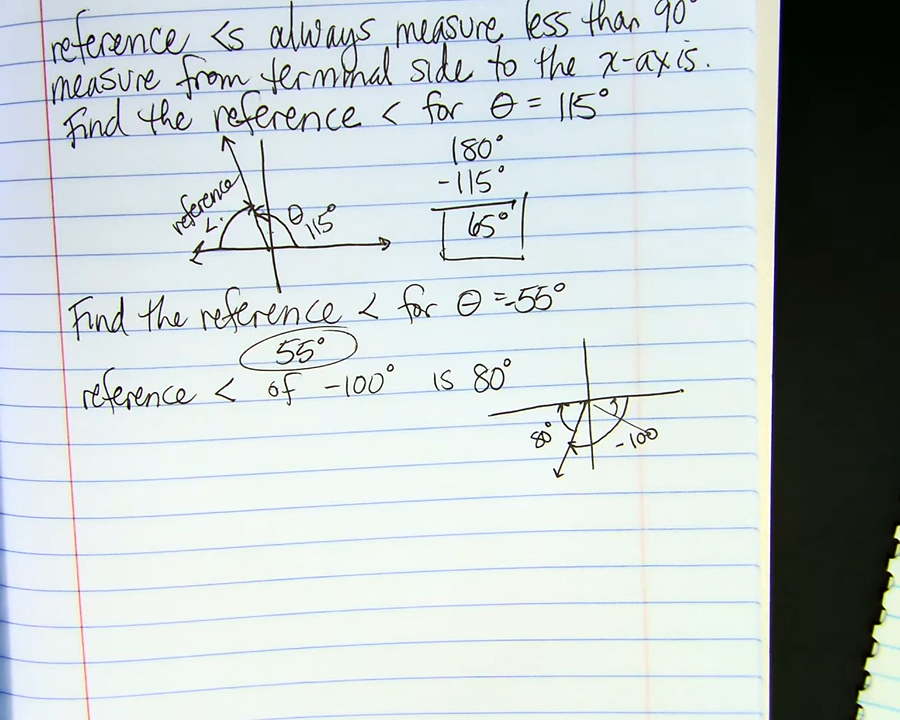 reference <s always measure less than 90°
measure from terminal side to the x-axis.
Find the reference < for θ = 115°
180°
-115°
65°
reference
<
θ
115°
Find the reference < for θ = -55°
55°
reference < of -100° is 80°
80°
-100